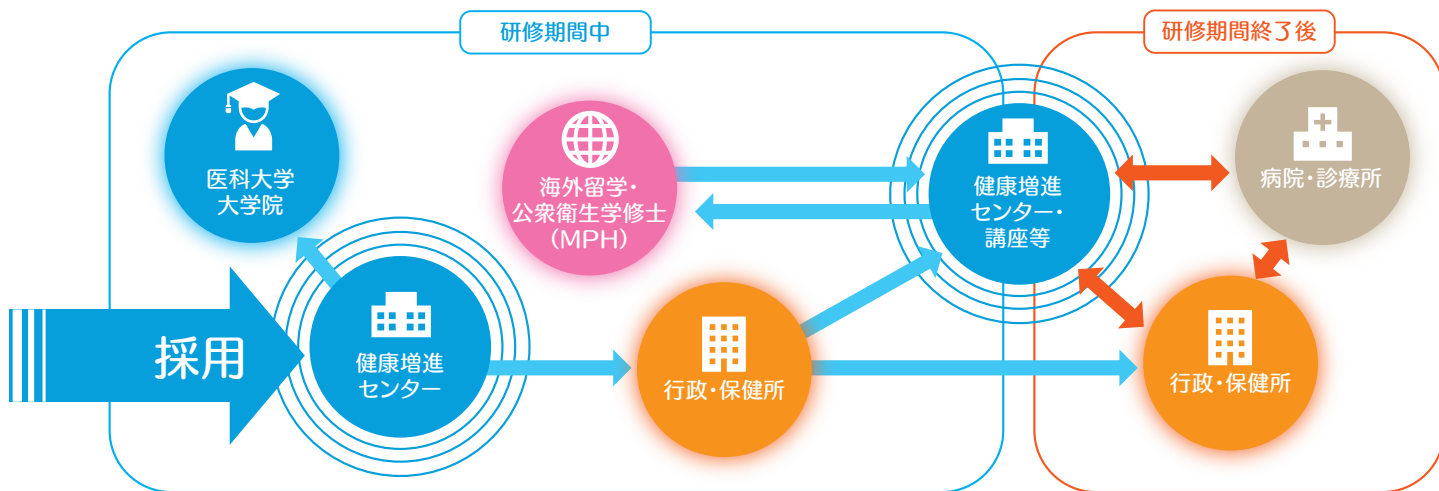 研修期間中
研修期間終了後
医科大学
大学院
海外留学・
公衆衛生学修士
（MPH）
健康増進
センター・
講座等
病院・診療所
採用
健康増進
センター
行政・保健所
行政・保健所